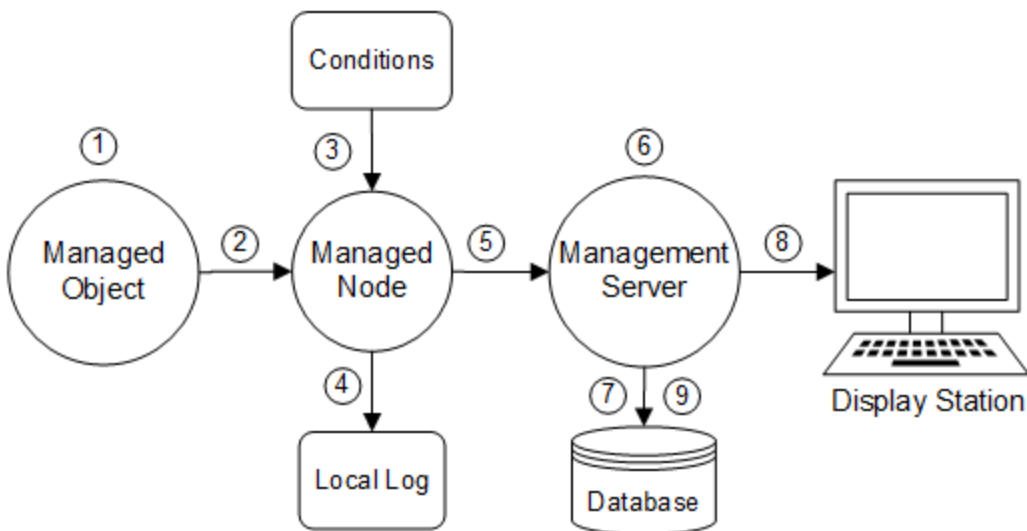 Conditions
1
3
6
Managed
Object
2
Managed
Node
5
Management
Server
8
4
7
9
Display Station
Local Log
Database